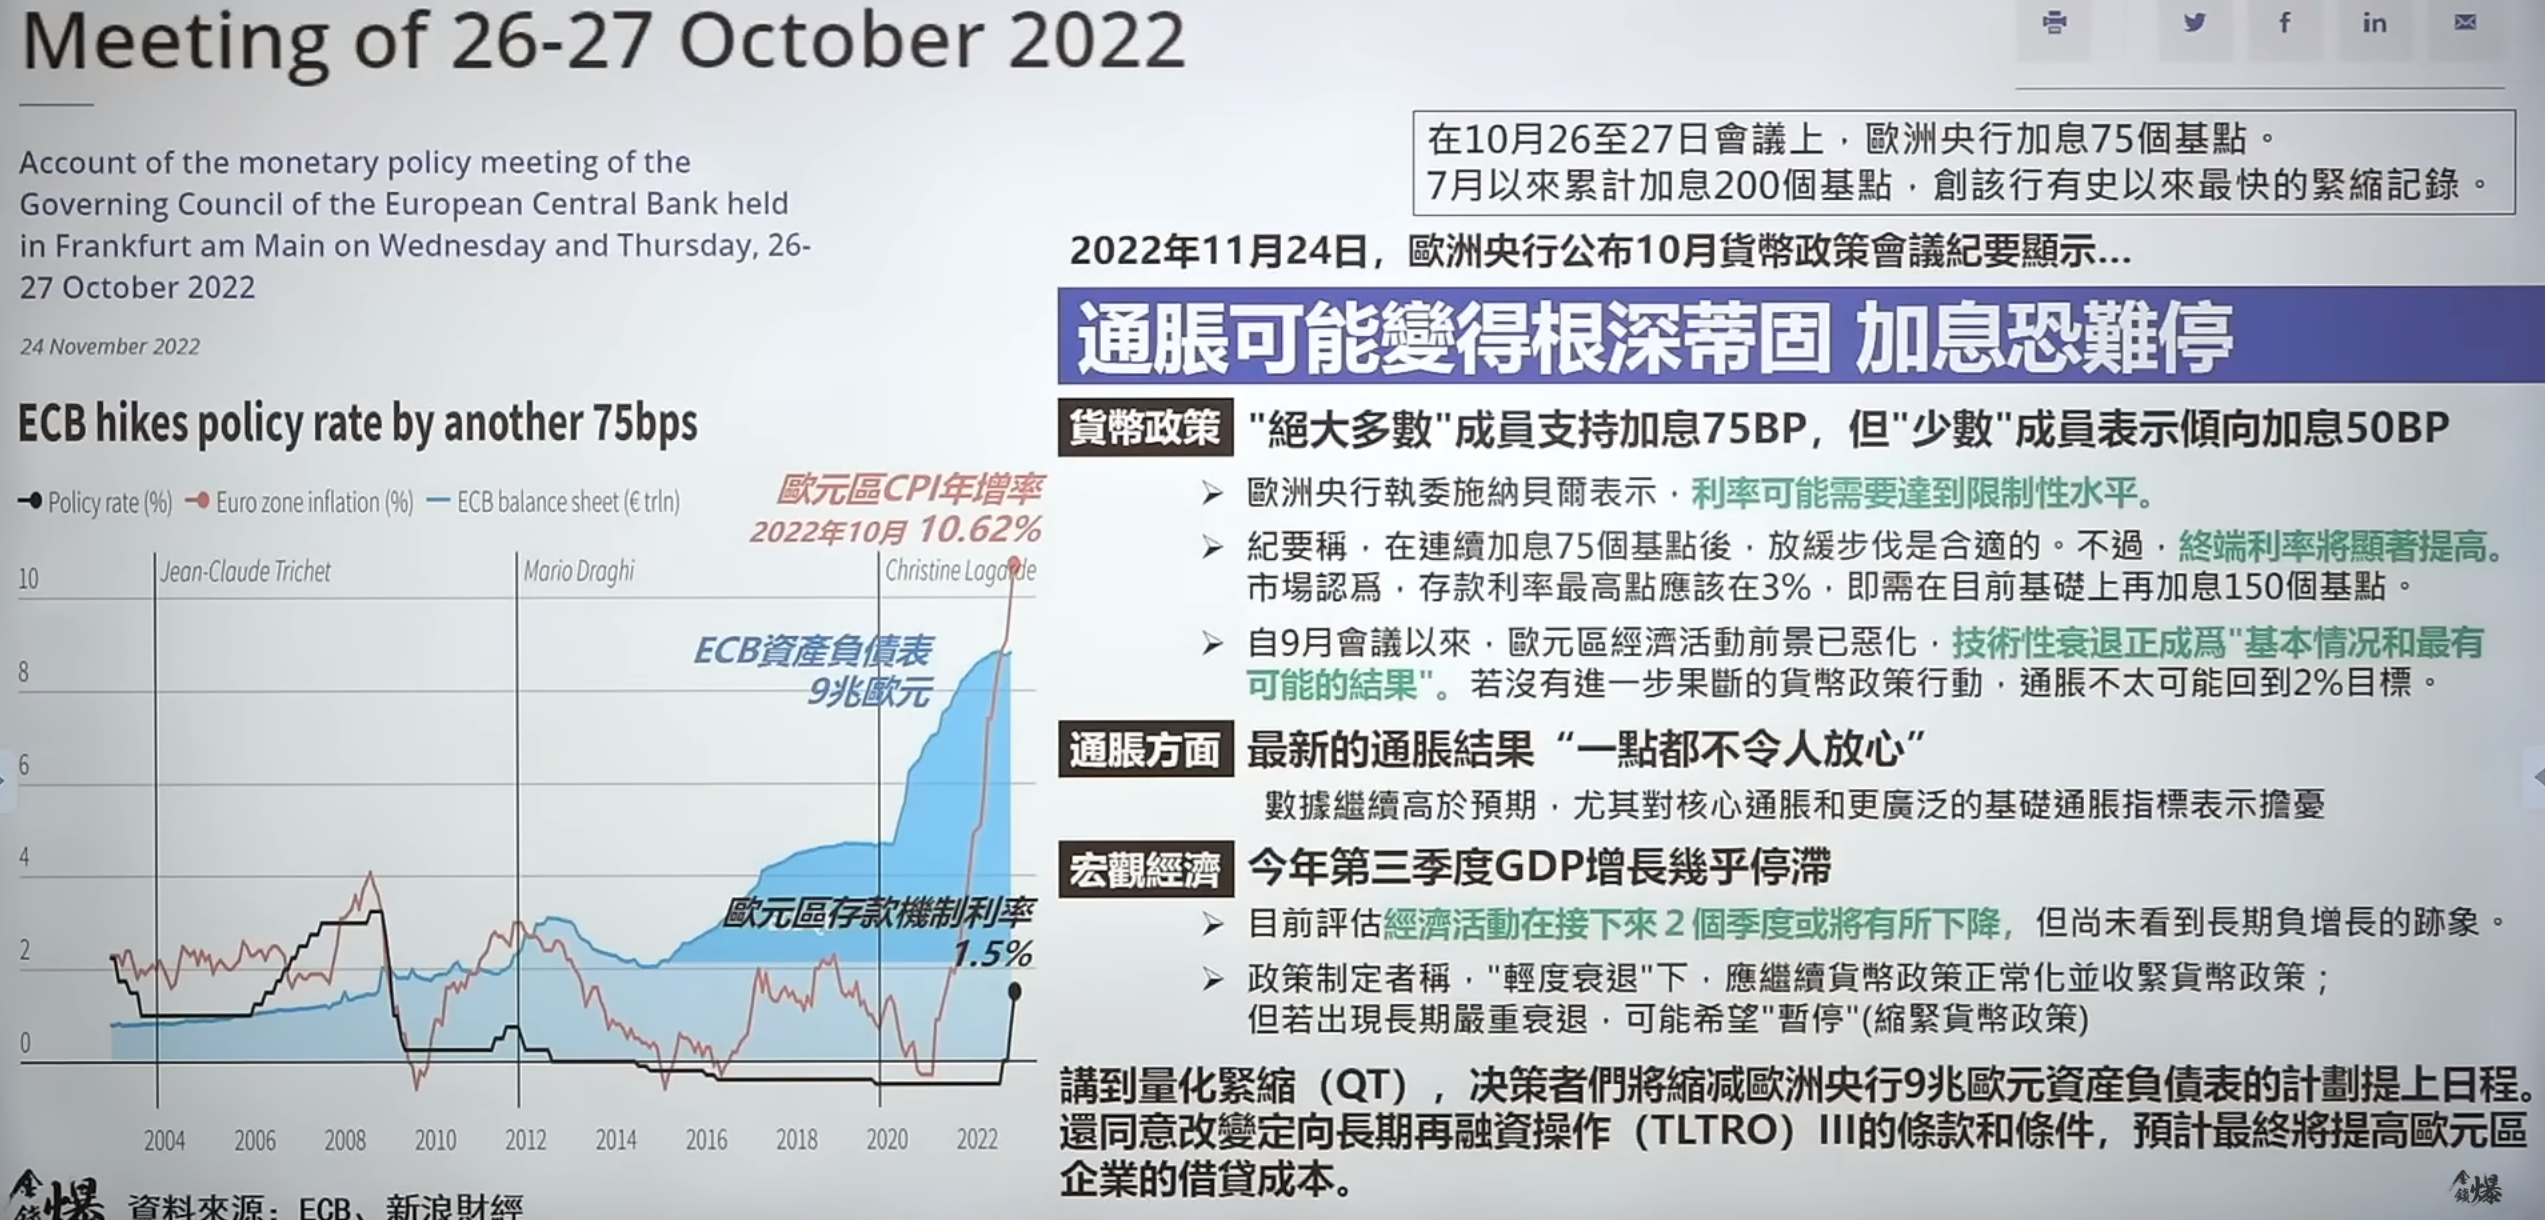 Meeting of 26-27 October 2022
Account of the monetary policy meeting of the
Governing Council of the European Central Bank held
in Frankfurt am Main on Wednesday and Thursday, 26-
27 October 2022
24 November 2022
ECB hikes policy rate by another 75bps
Policy rate (%) Euro zone inflation (%) ECB balance sheet (€ trln)
歐元區CPI年增率
2022年10月 10.62%
Jean-Claude Trichet
Mario Draghi
Christine Lagarde
ECB資產負債表
9兆歐元
歐元區存款機制利率
1.5%
10
8
6
4
2
0
2004 2006 2008 2010 2012 2014 2016 2018 2020 2022
金錢爆
資料來源：ECB、新浪財經
f
in
在10月26至27日會議上，歐洲央行加息75個基點。
7月以來累計加息200個基點，創該行有史以來最快的緊縮記錄。
2022年11月24日，歐洲央行公布10月貨幣政策會議紀要顯示...
通脹可能變得根深蒂固 加息恐難停
貨幣政策 "絕大多數"成員支持加息75BP，但"少數"成員表示傾向加息50BP
➢ 歐洲央行執委施納貝爾表示，利率可能需要達到限制性水平。
➢ 紀要稱，在連續加息75個基點後，放緩步伐是合適的。不過，終端利率將顯著提高。
市場認爲，存款利率最高點應該在3%，即需在目前基礎上再加息150個基點。
➢ 自9月會議以來，歐元區經濟活動前景已惡化，技術性衰退正成爲"基本情況和最有
可能的結果"。若沒有進一步果斷的貨幣政策行動，通脹不太可能回到2%目標。
通脹方面 最新的通脹結果“一點都不令人放心”
數據繼續高於預期，尤其對核心通脹和更廣泛的基礎通脹指標表示擔憂
宏觀經濟 今年第三季度GDP增長幾乎停滯
➢ 目前評估經濟活動在接下來２個季度或將有所下降，但尚未看到長期負增長的跡象。
➢ 政策制定者稱，"輕度衰退"下，應繼續貨幣政策正常化並收緊貨幣政策；
但若出現長期嚴重衰退，可能希望"暫停"(縮緊貨幣政策)
講到量化緊縮（QT），决策者們將縮减歐洲央行9兆歐元資産負債表的計劃提上日程。
還同意改變定向長期再融資操作（TLTRO）III的條款和條件，預計最終將提高歐元區
企業的借貸成本。
金錢爆